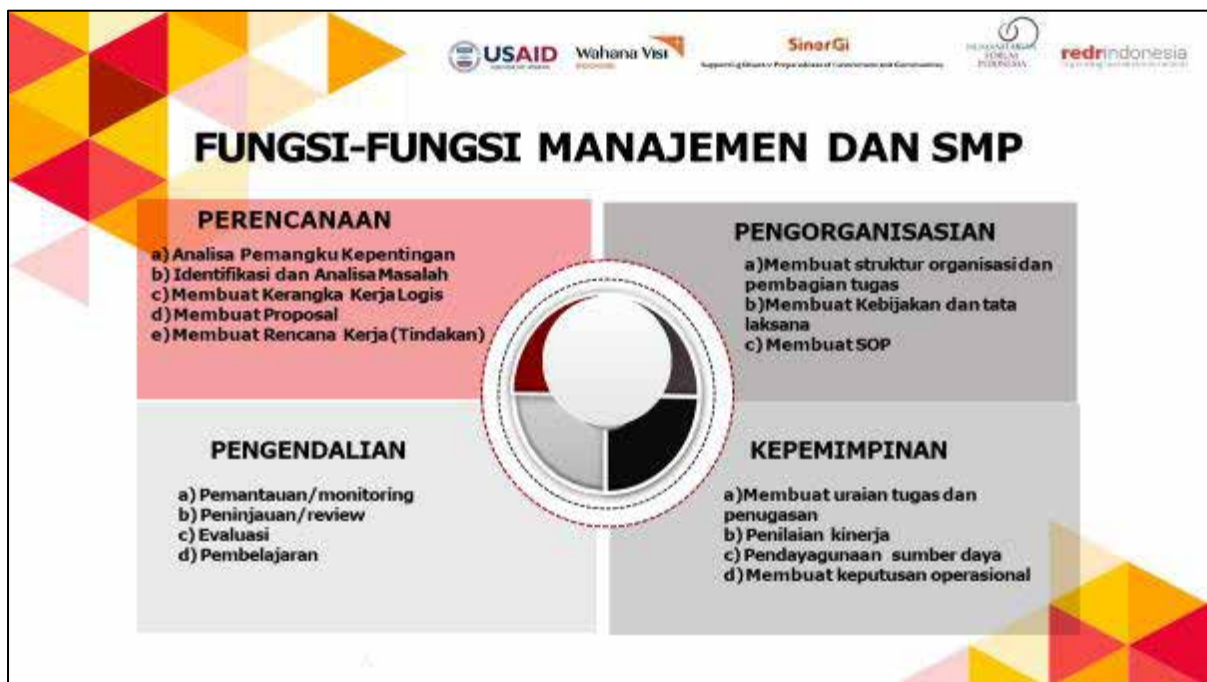 USAID
Wahana Visi
SinerGi
HUMANITARIAN
FORUM
INDONESIA
redrindonesia
FUNGSI-FUNGSI MANAJEMEN DAN SMP
PERENCANAAN
a) Analisa Pemangku Kepentingan
b) Identifikasi dan Analisa Masalah
c) Membuat Kerangka Kerja Logis
d) Membuat Proposal
e) Membuat Rencana Kerja (Tindakan)
PENGORGANISASIAN
a)Membuat struktur organisasi dan
pembagian tugas
b)Membuat Kebijakan dan tata
laksana
c) Membuat SOP
PENGENDALIAN
a) Pemantauan/monitoring
b) Peninjauan/review
c) Evaluasi
d) Pembelajaran
KEPEMIMPINAN
a)Membuat uraian tugas dan
penugasan
b) Penilaian kinerja
c) Pendayagunaan sumber daya
d) Membuat keputusan operasional